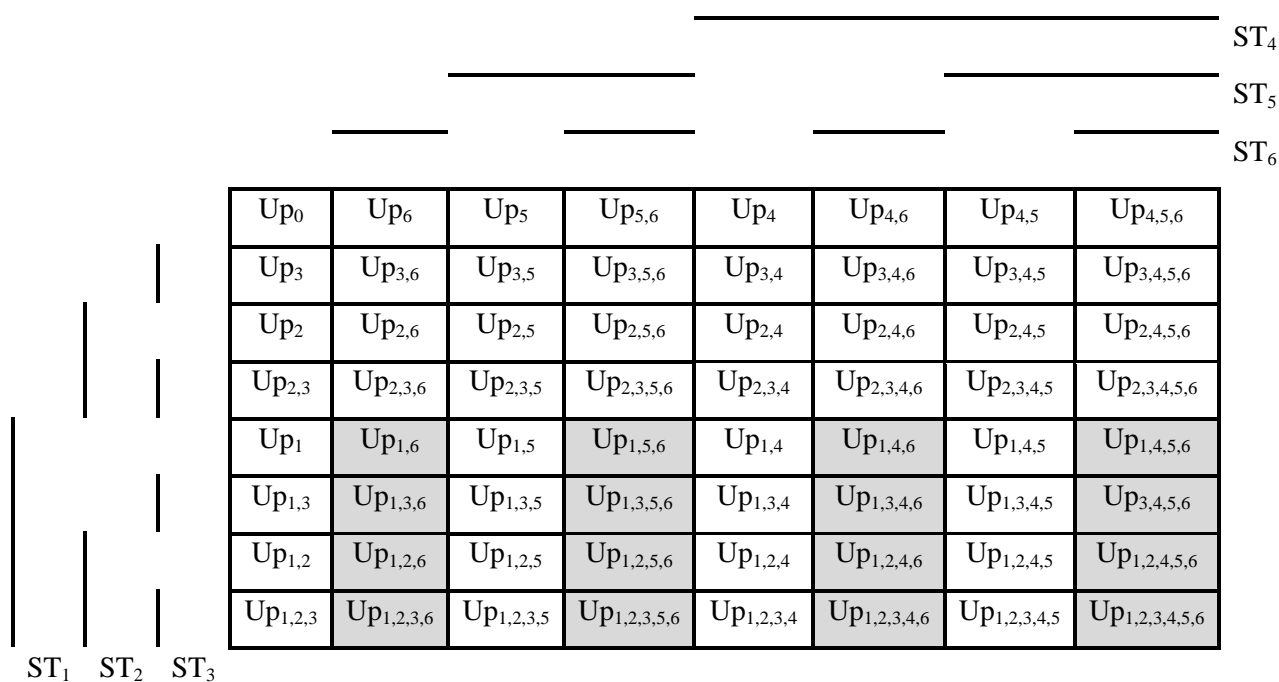 ST₄
ST₅
ST₆
Up₀ Up₆ Up₅ Up₅,₆ Up₄ Up₄,₆ Up₄,₅ Up₄,₅,₆
Up₃ Up₃,₆ Up₃,₅ Up₃,₅,₆ Up₃,₄ Up₃,₄,₆ Up₃,₄,₅ Up₃,₄,₅,₆
Up₂ Up₂,₆ Up₂,₅ Up₂,₅,₆ Up₂,₄ Up₂,₄,₆ Up₂,₄,₅ Up₂,₄,₅,₆
Up₂,₃ Up₂,₃,₆ Up₂,₃,₅ Up₂,₃,₅,₆ Up₂,₃,₄ Up₂,₃,₄,₆ Up₂,₃,₄,₅ Up₂,₃,₄,₅,₆
Up₁ Up₁,₆ Up₁,₅ Up₁,₅,₆ Up₁,₄ Up₁,₄,₆ Up₁,₄,₅ Up₁,₄,₅,₆
Up₁,₃ Up₁,₃,₆ Up₁,₃,₅ Up₁,₃,₅,₆ Up₁,₃,₄ Up₁,₃,₄,₆ Up₁,₃,₄,₅ Up₃,₄,₅,₆
Up₁,₂ Up₁,₂,₆ Up₁,₂,₅ Up₁,₂,₅,₆ Up₁,₂,₄ Up₁,₂,₄,₆ Up₁,₂,₄,₅ Up₁,₂,₄,₅,₆
Up₁,₂,₃ Up₁,₂,₃,₆ Up₁,₂,₃,₅ Up₁,₂,₃,₅,₆ Up₁,₂,₃,₄ Up₁,₂,₃,₄,₆ Up₁,₂,₃,₄,₅ Up₁,₂,₃,₄,₅,₆
ST₁ ST₂ ST₃